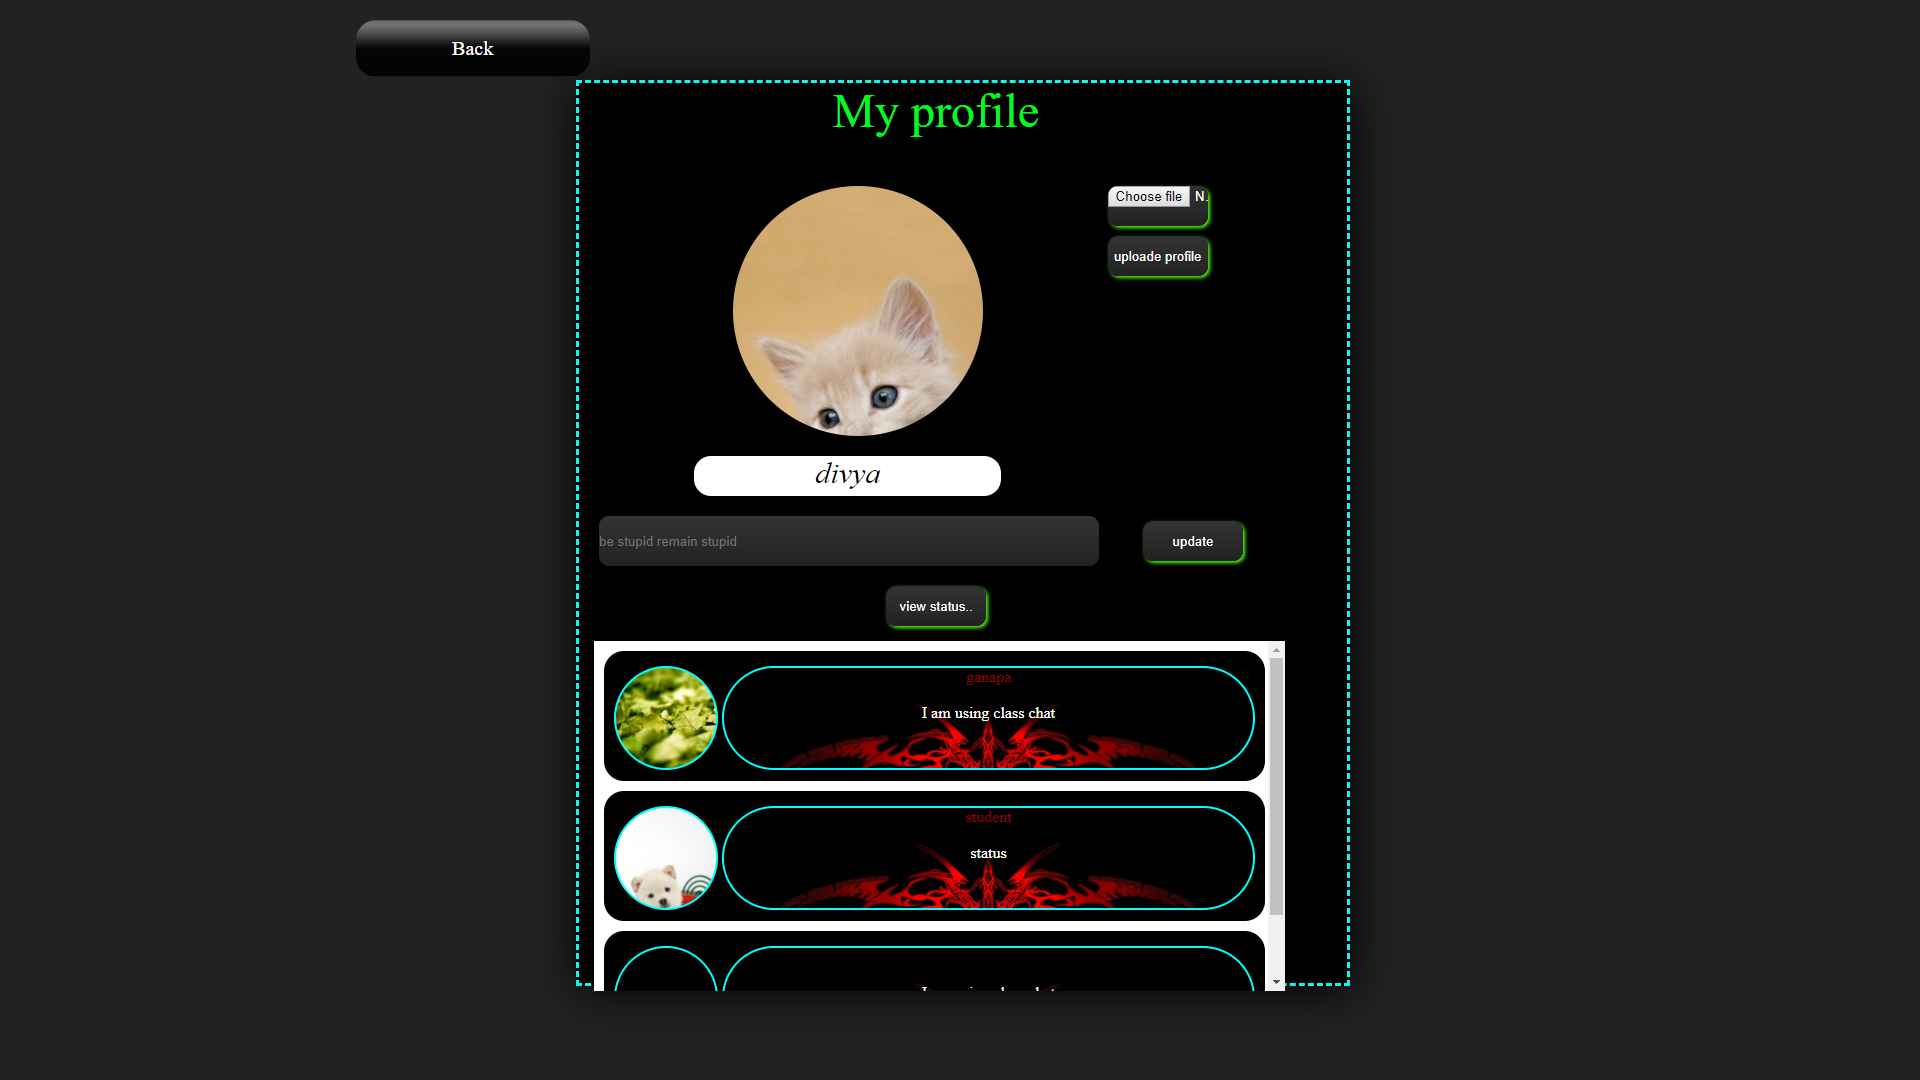 Back
My profile
Choose file N.
uploade profile
divya
be stupid remain stupid
update
view status..
ganapa
I am using class chat
student
status